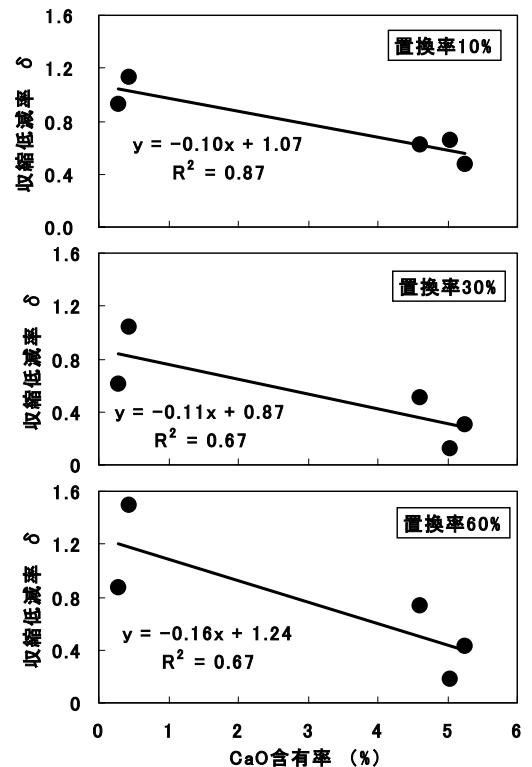 1.6
置換率10%
1.2
0.8
y = -0.10x + 1.07
R² = 0.87
0.4
0.0
収縮低減率 δ
1.6
置換率30%
1.2
0.8
y = -0.11x + 0.87
0.4
R² = 0.67
0
収縮低減率 δ
1.6
置換率60%
1.2
0.8
y = -0.16x + 1.24
R² = 0.67
0.4
0
収縮低減率 δ
0 1 2 3 4 5 6
CaO含有率 (%)